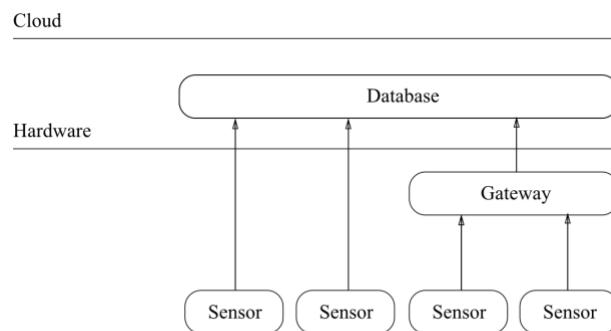 Cloud
Database
Hardware
Gateway
Sensor Sensor Sensor Sensor